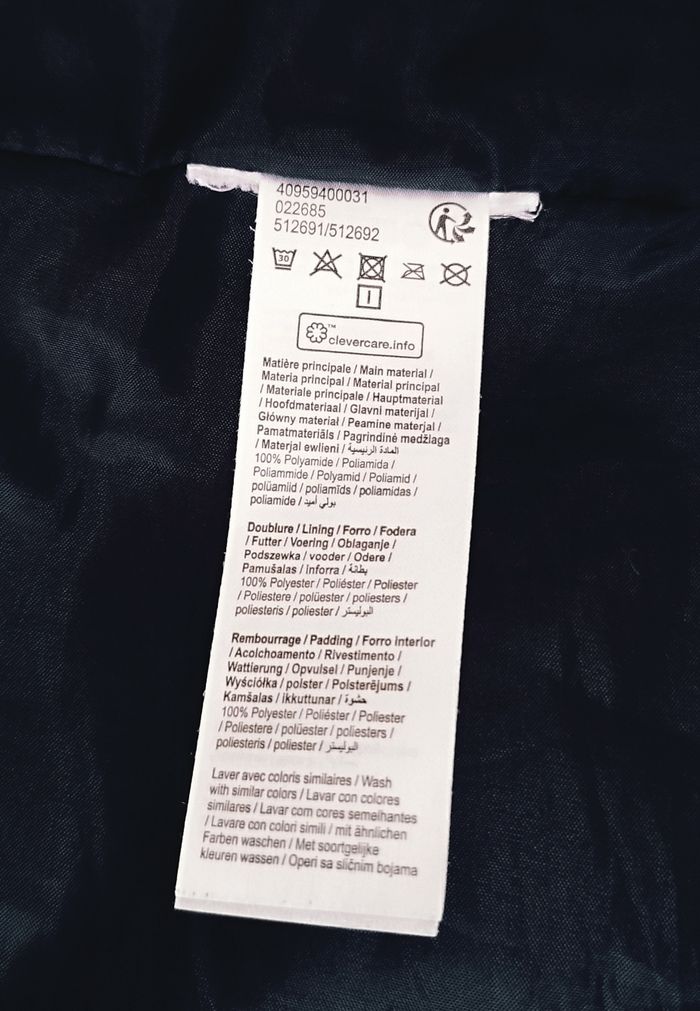 40959400031
022685
512691/512692
30
I
™
clevercare.info
Matière principale / Main material /
Materia principal / Material principal
/ Materiale principale / Hauptmaterial
/ Hoofdmateriaal / Glavni materijal /
Główny materiał / Peamine materjal /
Pamatmateriāls / Pagrindinė medžiaga
/ Materjal ewlieni / المادة الرئيسية
100% Polyamide / Poliamida /
Poliammide / Polyamid / Poliamid /
polüamiid / poliamīds / poliamidas /
poliamide / بولي أميد
Doublure / Lining / Forro / Fodera
/ Futter / Voering / Oblaganje /
Podszewka / vooder / Odere /
Pamušalas / Inforra / بطانة
100% Polyester / Poliéster / Poliester
/ Poliestere / polüester / poliesters /
poliesteris / poliester / البوليستر
Rembourrage / Padding / Forro interior
/ Acolchoamento / Rivestimento /
Wattierung / Opvulsel / Punjenje /
Wyściółka / polster / Polsterējums /
Kamšalas / Ikkuttunar / حشوة
100% Polyester / Poliéster / Poliester
/ Poliestere / polüester / poliesters /
poliesteris / poliester / البوليستر
Laver avec coloris similaires / Wash
with similar colors / Lavar con colores
similares / Lavar com cores semelhantes
/ Lavare con colori simili / mit ähnlichen
Farben waschen / Met soortgelijke
kleuren wassen / Operi sa sličnim bojama